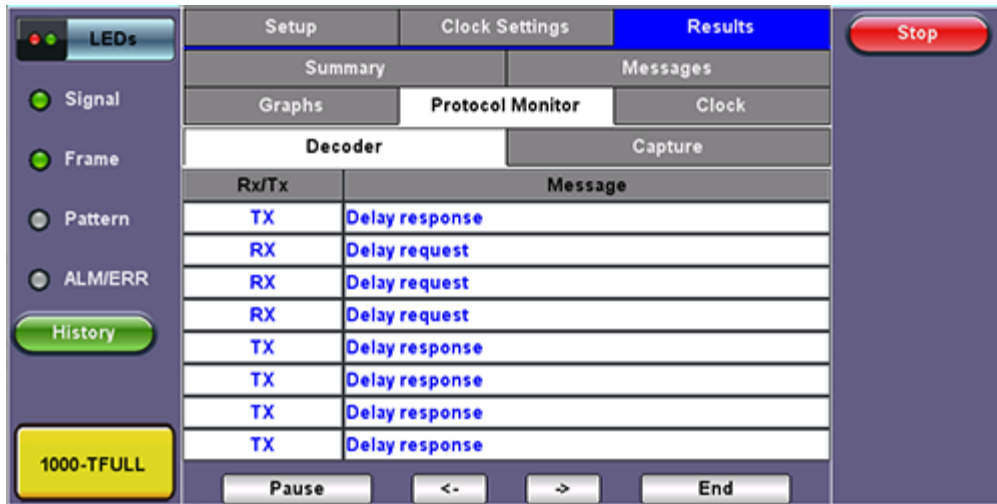 LEDs
Setup
Clock Settings
Results
Stop
Summary
Messages
Signal
Graphs
Protocol Monitor
Clock
Decoder
Capture
Frame
Rx/Tx
Message
Pattern
TX Delay response
RX Delay request
RX Delay request
ALM/ERR
RX Delay request
History
TX Delay response
TX Delay response
TX Delay response
TX Delay response
1000-TFULL
Pause
<-
->
End